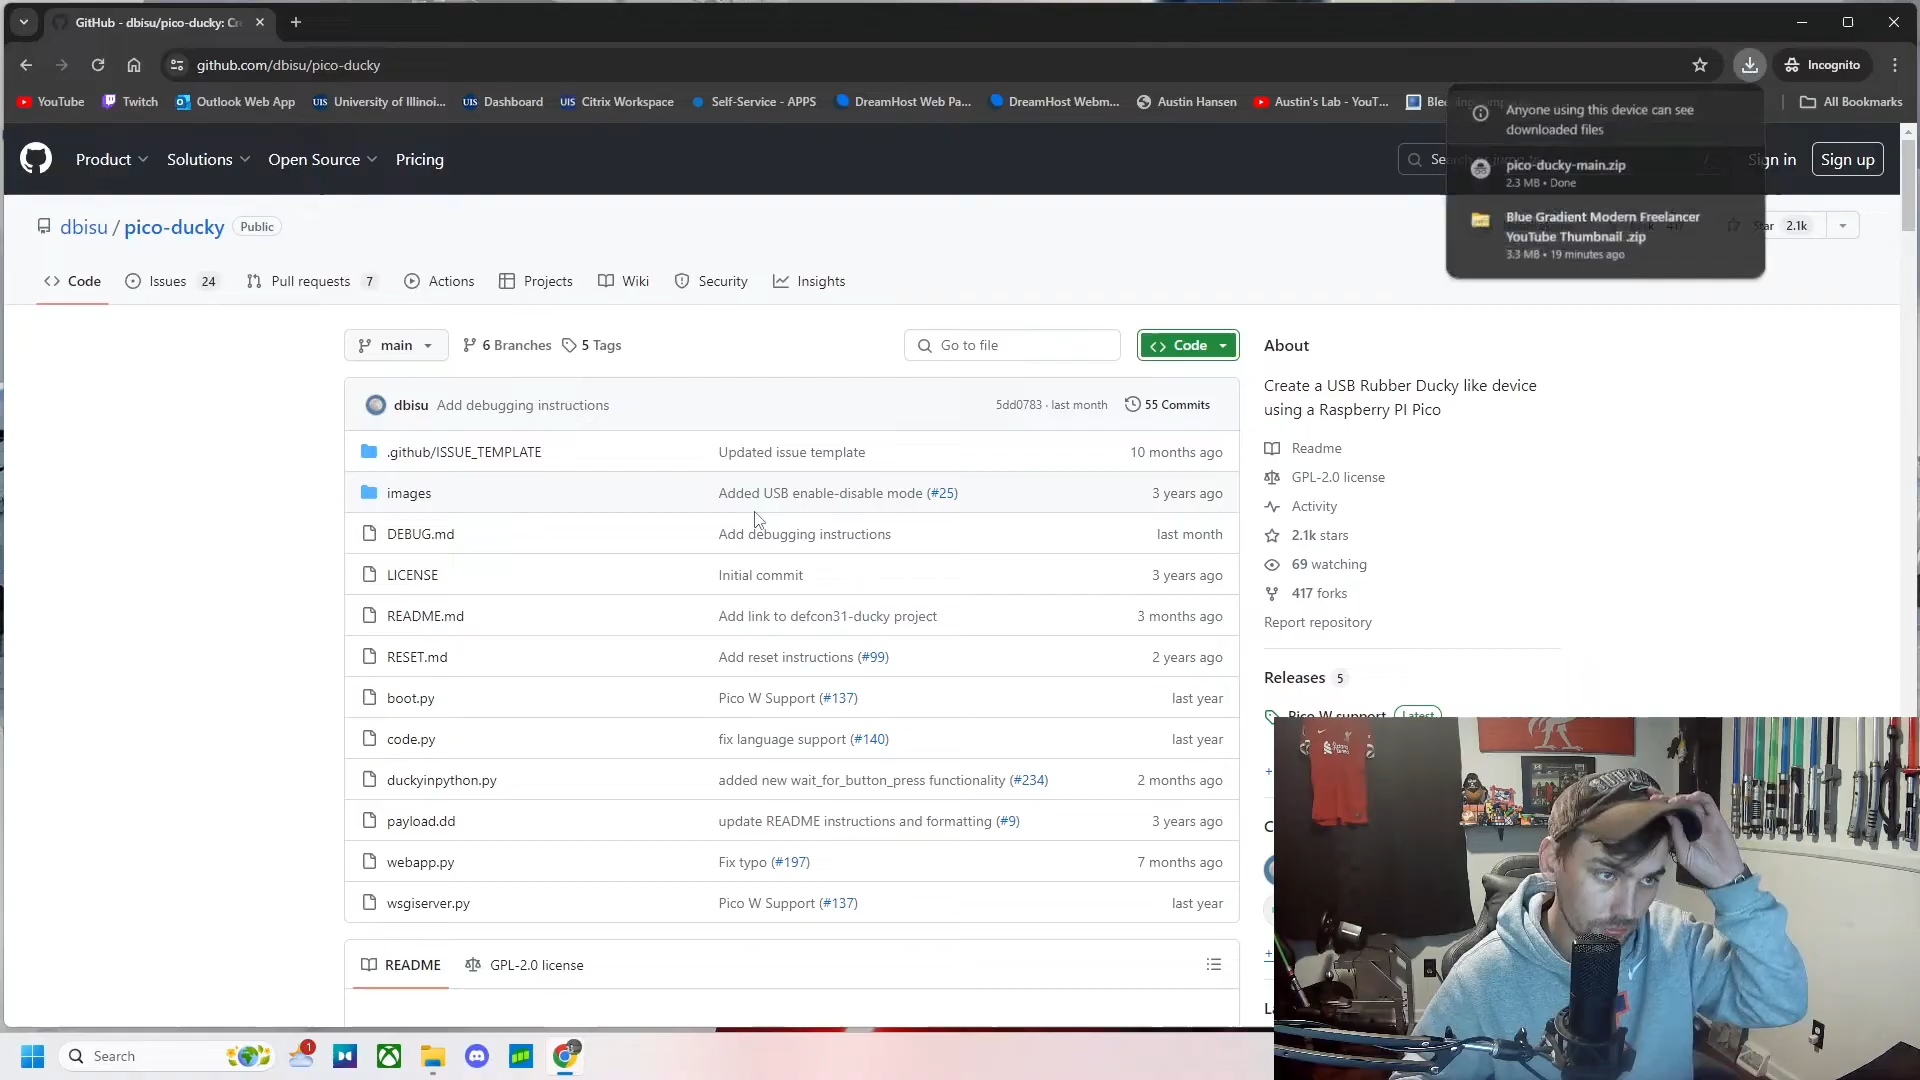 GitHub - dbisu/pico-ducky: Cr
github.com/dbisu/pico-ducky
Incognito
YouTube
Twitch
Outlook Web App
UIS University of Illinoi...
UIS Dashboard
UIS Citrix Workspace
Self-Service - APPS
DreamHost Web Pa...
DreamHost Webm...
Austin Hansen
Austin's Lab - YouT...
All Bookmarks
Anyone using this device can see
downloaded files
pico-ducky-main.zip
2.3 MB • Done
Blue Gradient Modern Freelancer
YouTube Thumbnail .zip
3.3 MB • 19 minutes ago
Product
Solutions
Open Source
Pricing
Sign in
Sign up
dbisu / pico-ducky Public
Star 2.1k
Code
Issues 24
Pull requests 7
Actions
Projects
Wiki
Security
Insights
main
6 Branches
5 Tags
Go to file
Code
dbisu Add debugging instructions 5dd0783 · last month 55 Commits
.github/ISSUE_TEMPLATE Updated issue template 10 months ago
images Added USB enable-disable mode (#25) 3 years ago
DEBUG.md Add debugging instructions last month
LICENSE Initial commit 3 years ago
README.md Add link to defcon31-ducky project 3 months ago
RESET.md Add reset instructions (#99) 2 years ago
boot.py Pico W Support (#137) last year
code.py fix language support (#140) last year
duckyinpython.py added new wait_for_button_press functionality (#234) 2 months ago
payload.dd update README instructions and formatting (#9) 3 years ago
webapp.py Fix typo (#197) 7 months ago
wsgiserver.py Pico W Support (#137) last year
README
GPL-2.0 license
About
Create a USB Rubber Ducky like device
using a Raspberry PI Pico
Readme
GPL-2.0 license
Activity
2.1k stars
69 watching
417 forks
Report repository
Releases 5
Pico W support Latest
Search
1